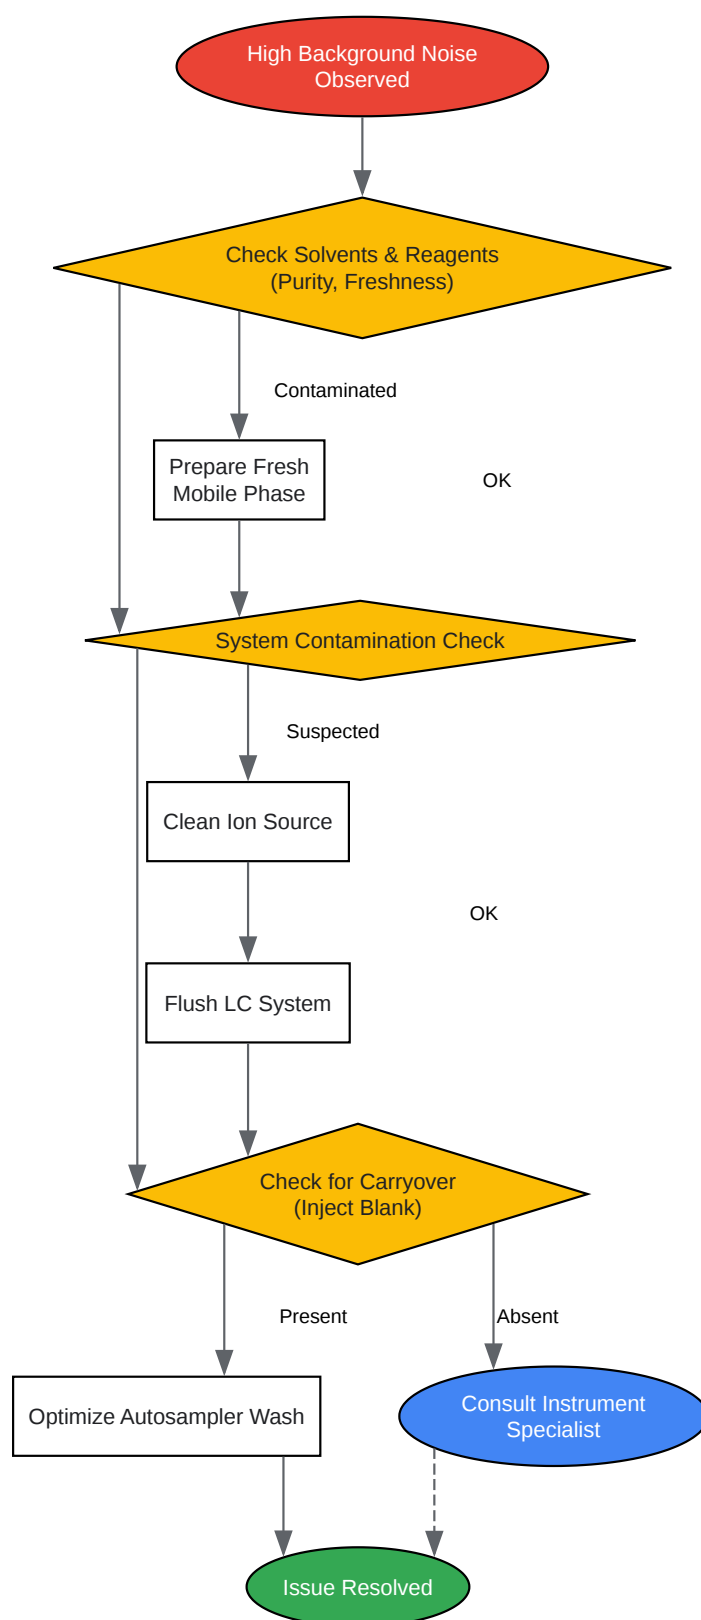 High Background Noise
Observed
Check Solvents & Reagents
(Purity, Freshness)
Contaminated
Prepare Fresh
Mobile Phase
OK
System Contamination Check
Suspected
Clean Ion Source
OK
Flush LC System
Check for Carryover
(Inject Blank)
Present
Absent
Optimize Autosampler Wash
Consult Instrument
Specialist
Issue Resolved